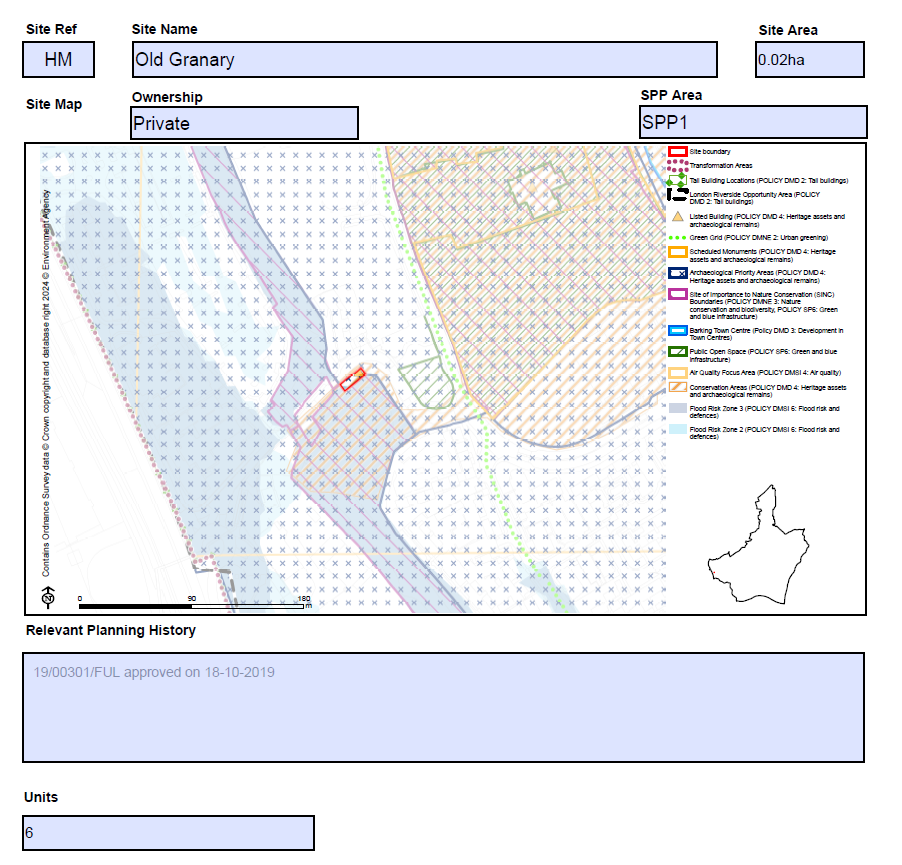 Site Ref
Site Name
Site Area
HM
Old Granary
0.02ha
Site Map
Ownership
SPP Area
Private
SPP1
Contains Ordnance Survey data © Crown copyright and database right 2024 © Environment Agency
Site boundary
Transformation Areas
Tall Building Locations (POLICY DMD 2: Tall buildings)
London Riverside Opportunity Area (POLICY
DMD 2: Tall buildings)
Listed Building (POLICY DMD 4: Heritage assets and
archaeological remains)
Green Grid (POLICY DMNE 2: Urban greening)
Scheduled Monuments (POLICY DMD 4: Heritage
assets and archaeological remains)
Archaeological Priority Areas (POLICY DMD 4:
Heritage assets and archaeological remains)
Site of Importance to Nature Conservation (SINC)
Boundaries (POLICY DMNE 3: Nature
conservation and biodiversity, POLICY SP6: Green
and blue infrastructure)
Barking Town Centre (Policy DMD 3: Development in
Town Centres)
Public Open Space (POLICY SP6: Green and blue
infrastructure)
Air Quality Focus Area (POLICY DMSI 4: Air quality)
Conservation Areas (POLICY DMD 4: Heritage assets
and archaeological remains)
Flood Risk Zone 3 (POLICY DMSI 6: Flood risk and
defences)
Flood Risk Zone 2 (POLICY DMSI 6: Flood risk and
defences)
N
0
90
180
m
Relevant Planning History
19/00301/FUL approved on 18-10-2019
Units
6